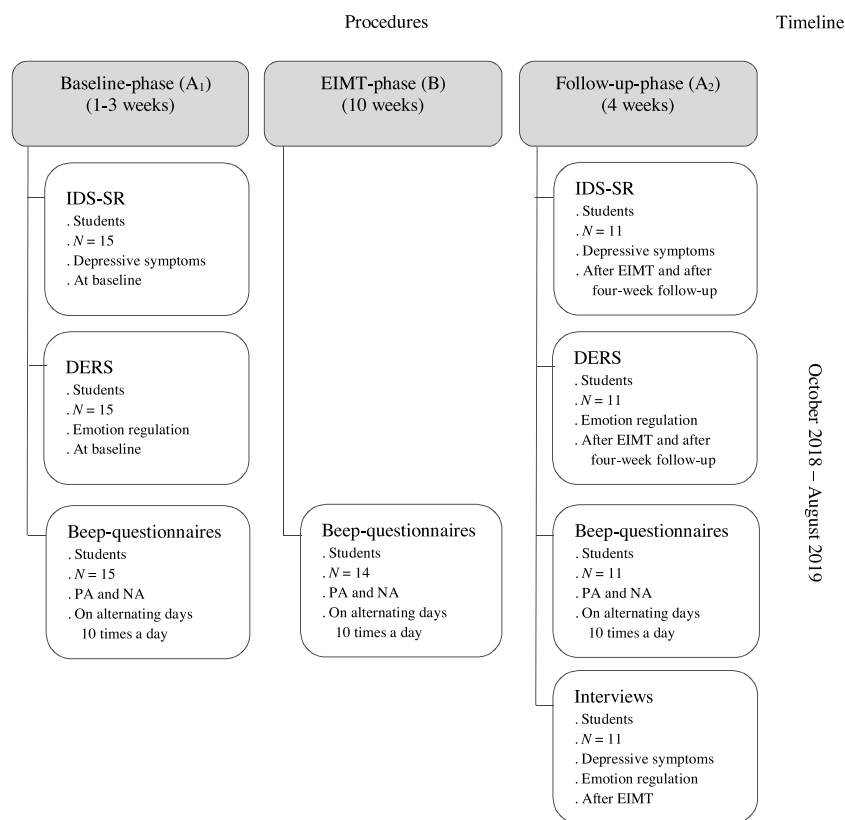 Procedures
Timeline
Baseline-phase (A₁)
(1-3 weeks)
EIMT-phase (B)
(10 weeks)
Follow-up-phase (A₂)
(4 weeks)
IDS-SR
. Students
. N = 15
. Depressive symptoms
. At baseline
DERS
. Students
. N = 15
. Emotion regulation
. At baseline
Beep-questionnaires
. Students
. N = 15
. PA and NA
. On alternating days
10 times a day
Beep-questionnaires
. Students
. N = 14
. PA and NA
. On alternating days
10 times a day
IDS-SR
. Students
. N = 11
. Depressive symptoms
. After EIMT and after
four-week follow-up
DERS
. Students
. N = 11
. Emotion regulation
. After EIMT and after
four-week follow-up
Beep-questionnaires
. Students
. N = 11
. PA and NA
. On alternating days
10 times a day
Interviews
. Students
. N = 11
. Depressive symptoms
. Emotion regulation
. After EIMT
October 2018 – August 2019